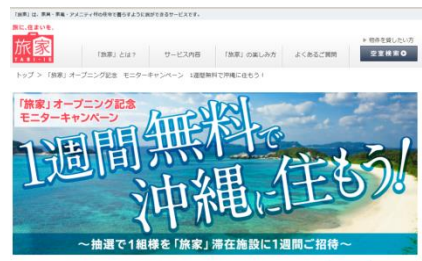 「旅家」は、家具・家電・アメニティ付の住宅で暮らすように旅ができるサービスです。
旅に、住まいを。
旅家
TABI-IE
物件を貸したい方
「旅家」とは？
サービス内容
「旅家」の楽しみ方
よくあるご質問
空室検索
トップ > 「旅家」オープニング記念 モニターキャンペーン 1週間無料で沖縄に住もう！
「旅家」オープニング記念
モニターキャンペーン
1週間無料で
沖縄に住もう!
～抽選で1組様を「旅家」滞在施設に1週間ご招待～